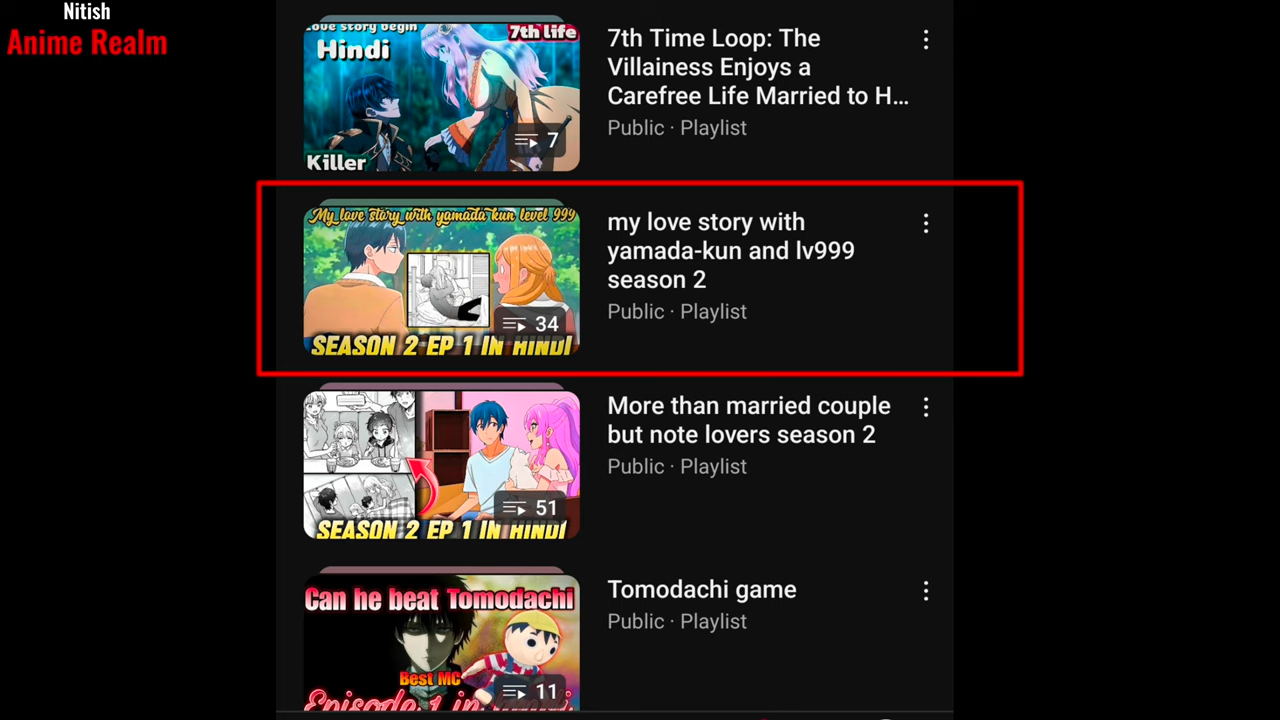 Nitish
Anime Realm
love story begin
7th life
Hindi
Killer
7
7th Time Loop: The
Villainess Enjoys a
Carefree Life Married to H...
Public · Playlist
My love story with yamada kun level 999
34
SEASON 2 EP 1 IN HINDI
my love story with
yamada-kun and lv999
season 2
Public · Playlist
51
SEASON 2 EP 1 IN HINDI
More than married couple
but note lovers season 2
Public · Playlist
Can he beat Tomodachi
Best MC
11
Episode 1 in
Tomodachi game
Public · Playlist